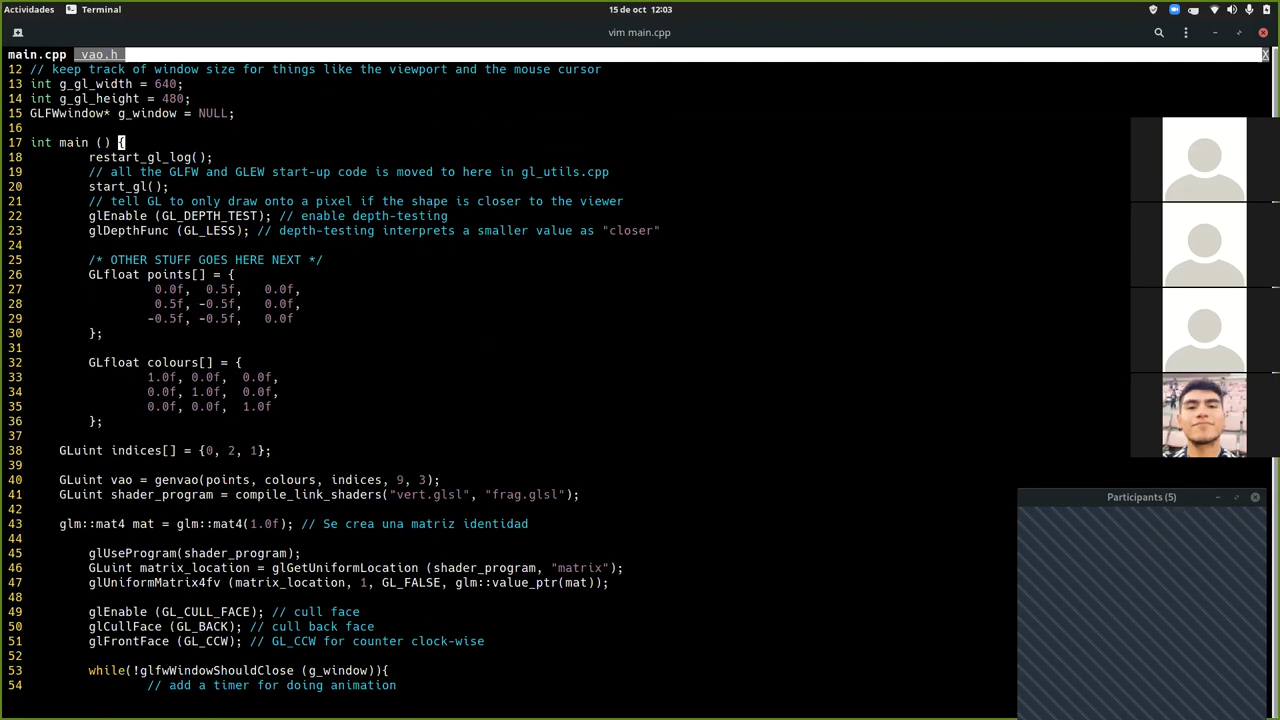 Actividades Terminal 15 de oct 12:03
vim main.cpp
main.cpp vao.h X
12 // keep track of window size for things like the viewport and the mouse cursor
13 int g_gl_width = 640;
14 int g_gl_height = 480;
15 GLFWwindow* g_window = NULL;
16
17 int main () {
18 restart_gl_log();
19 // all the GLFW and GLEW start-up code is moved to here in gl_utils.cpp
20 start_gl();
21 // tell GL to only draw onto a pixel if the shape is closer to the viewer
22 glEnable (GL_DEPTH_TEST); // enable depth-testing
23 glDepthFunc (GL_LESS); // depth-testing interprets a smaller value as "closer"
24
25 /* OTHER STUFF GOES HERE NEXT */
26 GLfloat points[] = {
27 0.0f, 0.5f, 0.0f,
28 0.5f, -0.5f, 0.0f,
29 -0.5f, -0.5f, 0.0f
30 };
31
32 GLfloat colours[] = {
33 1.0f, 0.0f, 0.0f,
34 0.0f, 1.0f, 0.0f,
35 0.0f, 0.0f, 1.0f
36 };
37
38 GLuint indices[] = {0, 2, 1};
39
40 GLuint vao = genvao(points, colours, indices, 9, 3);
41 GLuint shader_program = compile_link_shaders("vert.glsl", "frag.glsl");
42
43 glm::mat4 mat = glm::mat4(1.0f); // Se crea una matriz identidad
44
45 glUseProgram(shader_program);
46 GLuint matrix_location = glGetUniformLocation (shader_program, "matrix");
47 glUniformMatrix4fv (matrix_location, 1, GL_FALSE, glm::value_ptr(mat));
48
49 glEnable (GL_CULL_FACE); // cull face
50 glCullFace (GL_BACK); // cull back face
51 glFrontFace (GL_CCW); // GL_CCW for counter clock-wise
52
53 while(!glfwWindowShouldClose (g_window)){
54 // add a timer for doing animation
Participants (5)